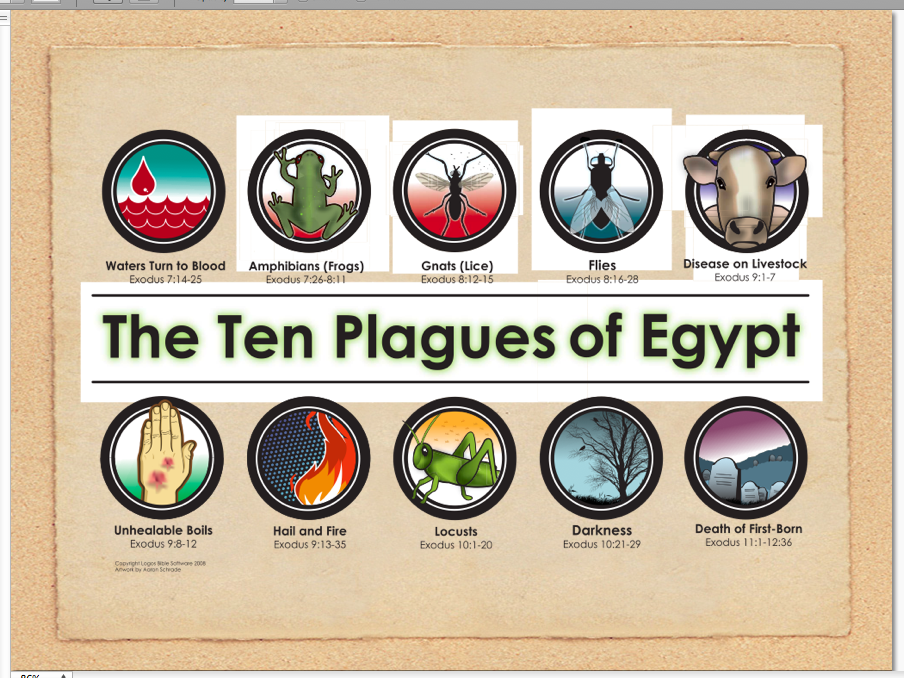 Waters Turn to Blood
Exodus 7:14-25
Amphibians (Frogs)
Exodus 7:26-8:11
Gnats (Lice)
Exodus 8:12-15
Flies
Exodus 8:16-28
Disease on Livestock
Exodus 9:1-7
The Ten Plagues of Egypt
Unhealable Boils
Exodus 9:8-12
Hail and Fire
Exodus 9:13-35
Locusts
Exodus 10:1-20
Darkness
Exodus 10:21-29
Death of First-Born
Exodus 11:1-12:36
Copyright Logos Bible Software 2008
Artwork by Aaron Schrade